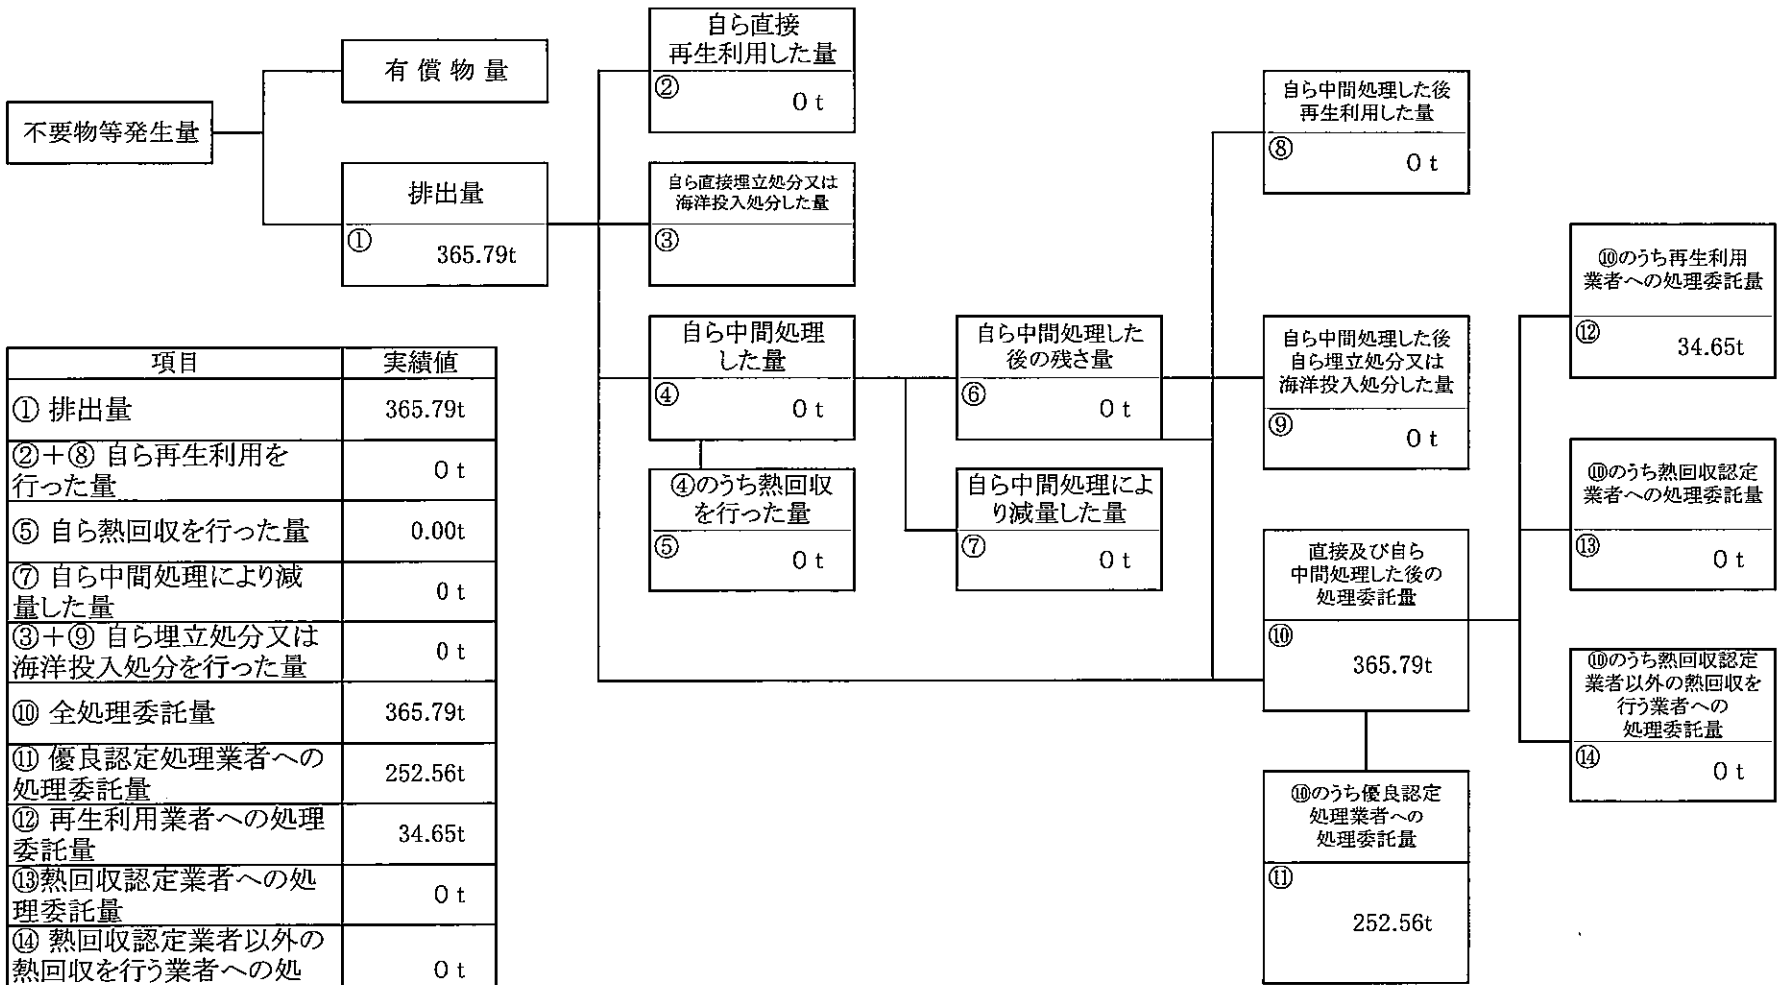 不要物等発生量
有償物量
排出量
①
365.79t
自ら直接
再生利用した量
②
0 t
自ら直接埋立処分又は
海洋投入処分した量
③
自ら中間処理
した量
④
0 t
④のうち熱回収
を行った量
⑤
0 t
自ら中間処理した
後の残さ量
⑥
0 t
自ら中間処理によ
り減量した量
⑦
0 t
自ら中間処理した後
再生利用した量
⑧
0 t
自ら中間処理した後
自ら埋立処分又は
海洋投入処分した量
⑨
0 t
直接及び自ら
中間処理した後の
処理委託量
⑩
365.79t
⑩のうち優良認定
処理業者への
処理委託量
⑪
252.56t
⑩のうち再生利用
業者への処理委託量
⑫
34.65t
⑩のうち熱回収認定
業者への処理委託量
⑬
0 t
⑩のうち熱回収認定
業者以外の熱回収を
行う業者への
処理委託量
⑭
0 t
項目 実績値
① 排出量 365.79t
②+⑧ 自ら再生利用を
行った量 0 t
⑤ 自ら熱回収を行った量 0.00t
⑦ 自ら中間処理により減
量した量 0 t
③+⑨ 自ら埋立処分又は
海洋投入処分を行った量 0 t
⑩ 全処理委託量 365.79t
⑪ 優良認定処理業者への
処理委託量 252.56t
⑫ 再生利用業者への処理
委託量 34.65t
⑬熱回収認定業者への処
理委託量 0 t
⑭ 熱回収認定業者以外の
熱回収を行う業者への処 0 t